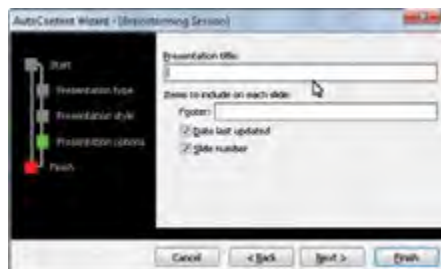 AutoContent Wizard - [Brainstorming Session]
Start
Presentation type
Presentation style
Presentation options
Finish
Presentation title:
Items to include on each slide:
Footer:
Date last updated
Slide number
Cancel
< Back
Next >
Finish